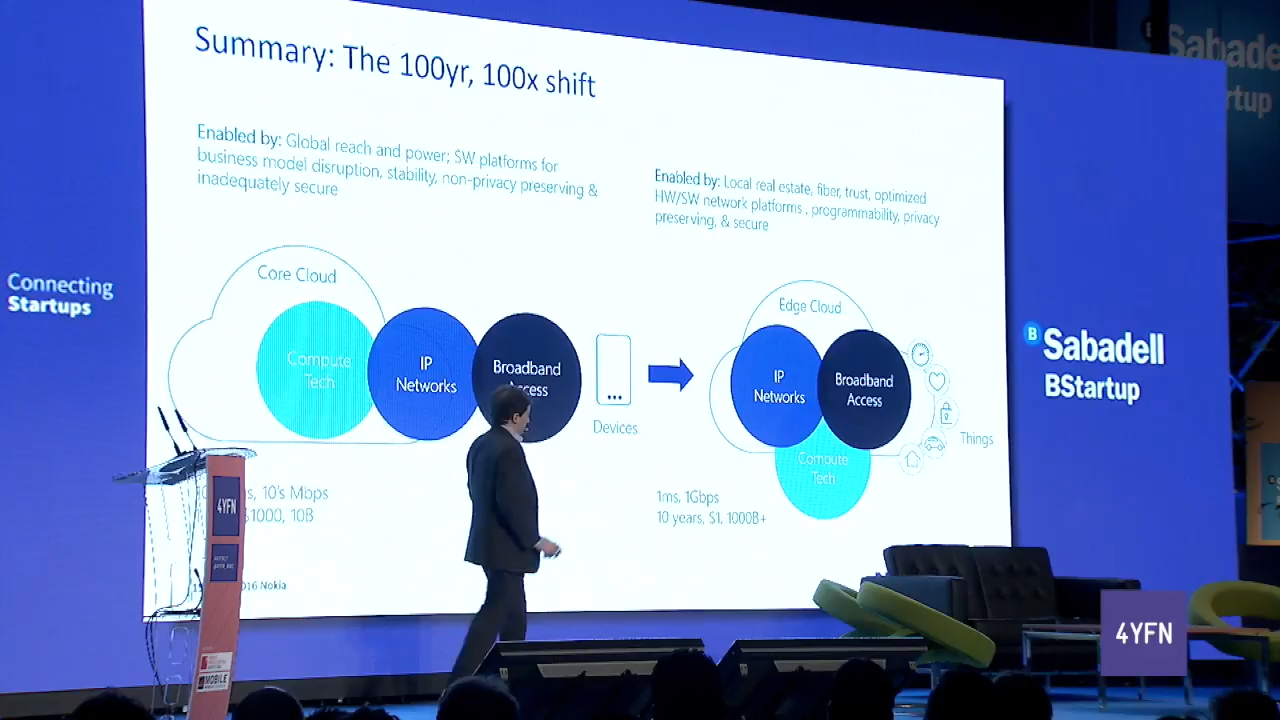 Summary: The 100yr, 100x shift
Enabled by: Global reach and power; SW platforms for
business model disruption, stability, non-privacy preserving &
inadequately secure
Enabled by: Local real estate, fiber, trust, optimized
HW/SW network platforms , programmability, privacy
preserving, & secure
Core Cloud
Compute
Tech
IP
Networks
Broadband
Access
Devices
Edge Cloud
IP
Networks
Broadband
Access
Compute
Tech
Things
10's Mbps
$1000, 10B
1ms, 1Gbps
10 years, $1, 1000B+
Nokia
Connecting
Startups
B Sabadell
BStartup
4YFN
MOBILE
4YFN